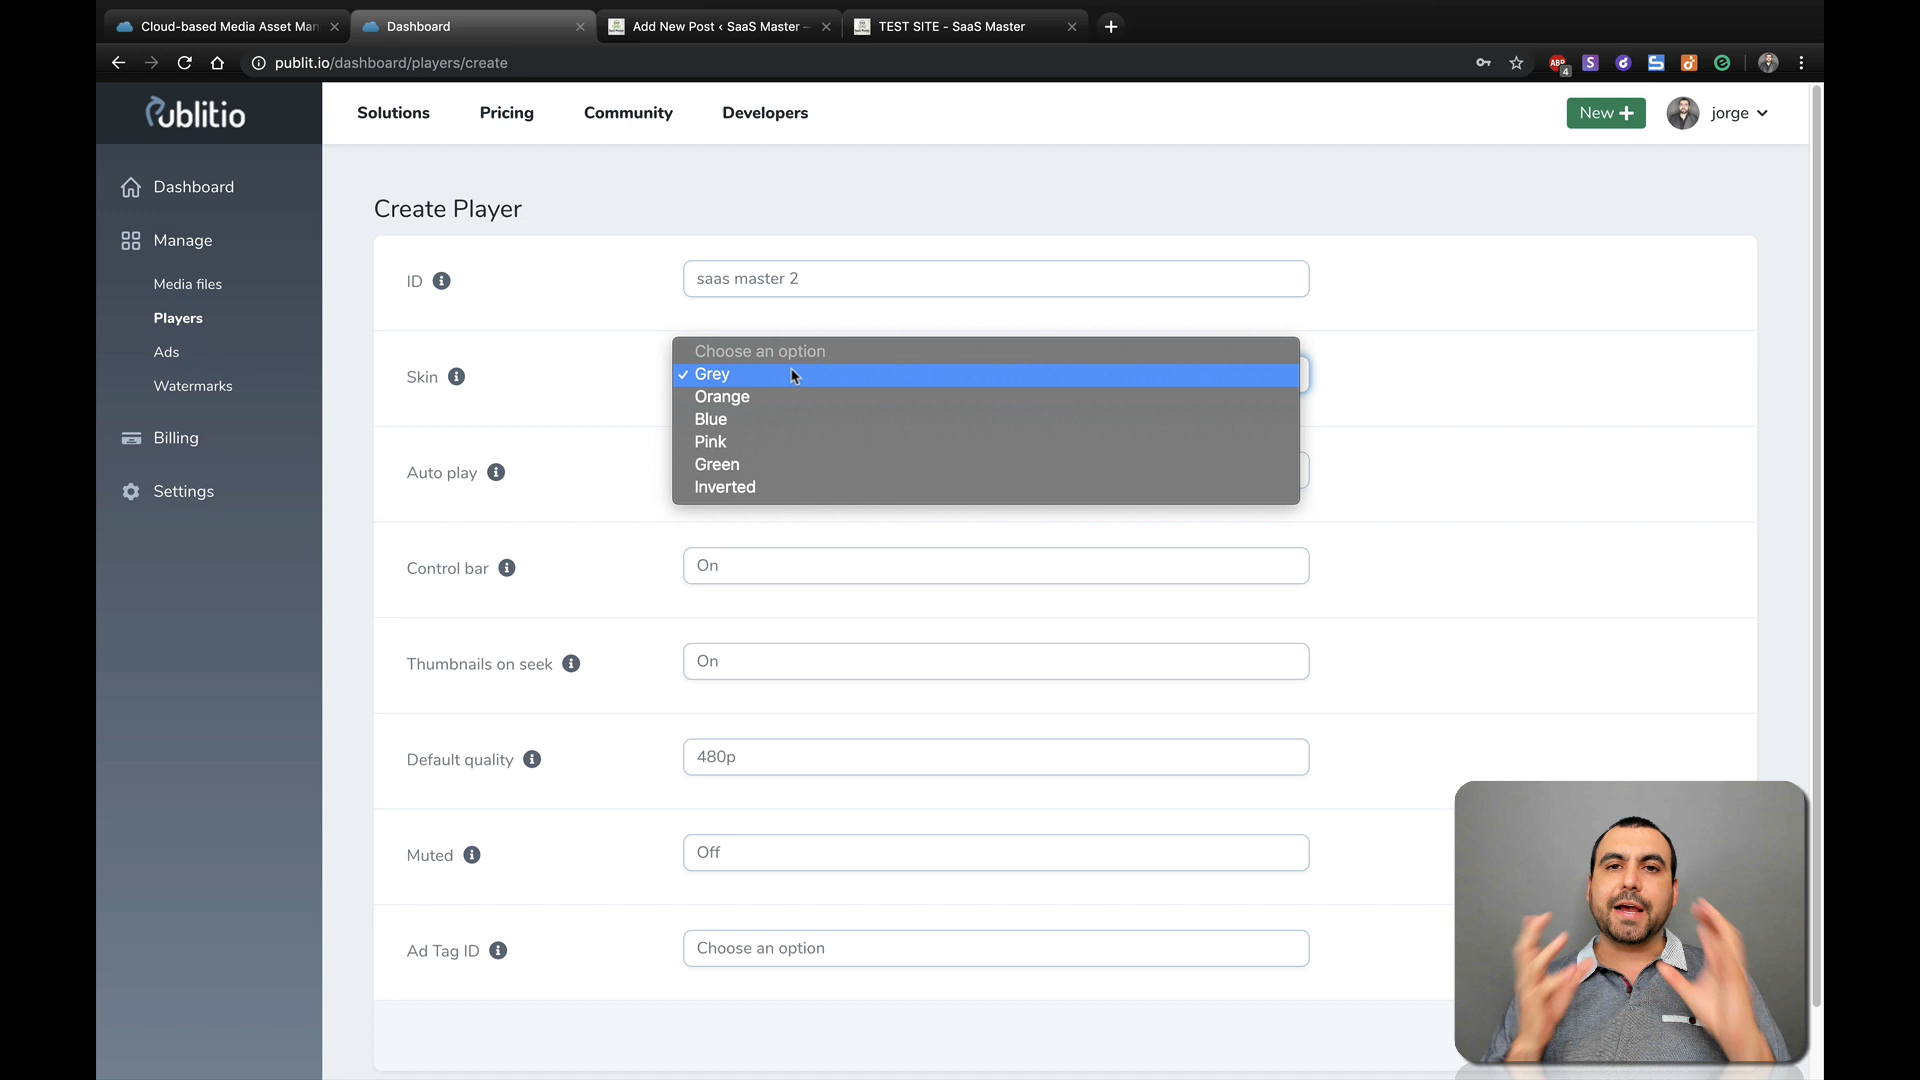 Cloud-based Media Asset Man
Dashboard
Add New Post ‹ SaaS Master –
TEST SITE - SaaS Master
publit.io/dashboard/players/create
ABP
4
Publitio
Solutions
Pricing
Community
Developers
New +
jorge
Dashboard
Manage
Media files
Players
Ads
Watermarks
Billing
Settings
Create Player
ID
saas master 2
Skin
Choose an option
✓ Grey
Orange
Blue
Pink
Green
Inverted
Auto play
Control bar
On
Thumbnails on seek
On
Default quality
480p
Muted
Off
Ad Tag ID
Choose an option